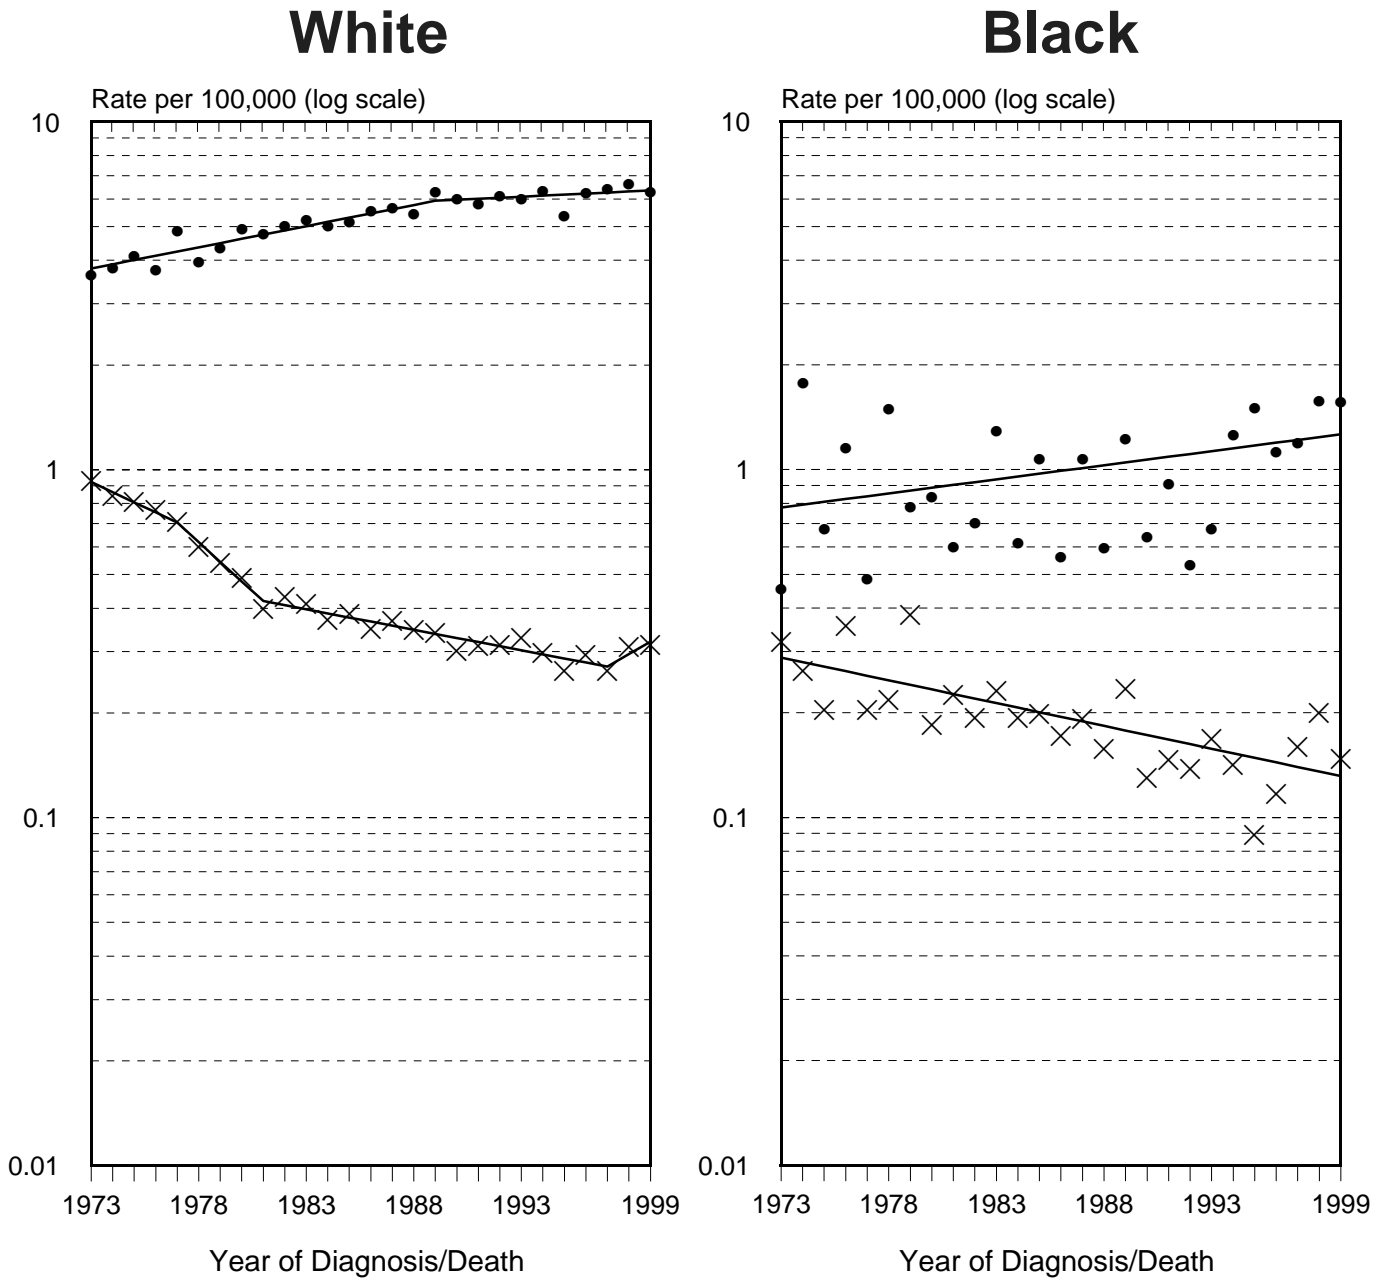 White
Black
Rate per 100,000 (log scale)
Rate per 100,000 (log scale)
10
1
0.1
0.01
10
1
0.1
0.01
1973 1978 1983 1988 1993 1999
1973 1978 1983 1988 1993 1999
Year of Diagnosis/Death
Year of Diagnosis/Death